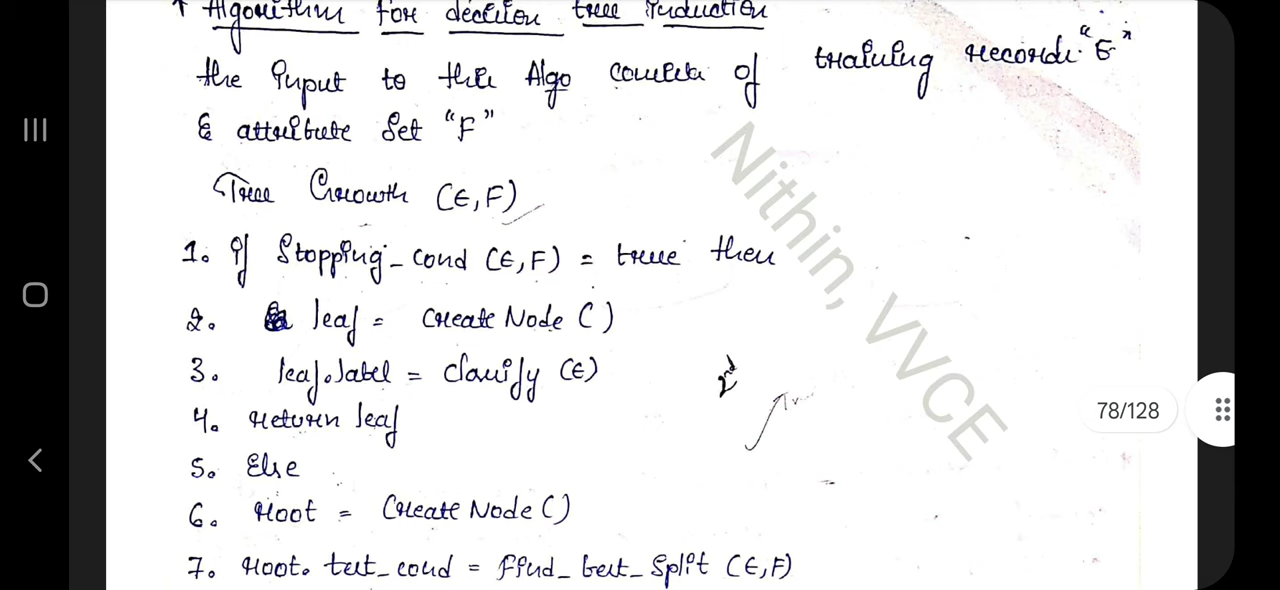 Algorithm for decision tree Induction
the input to this Algo consists of training records "E"
& attribute set "F"
Tree Growth (E, F)
1. if Stopping_cond (E, F) = true then
2. leaf = Create Node ( )
3. leaf.label = classify (E)
2nd
4. return leaf
5. Else
6. Root = Create Node ( )
7. Root. test_cond = find_best_split (E, F)
Nithin, VVCE
78/128